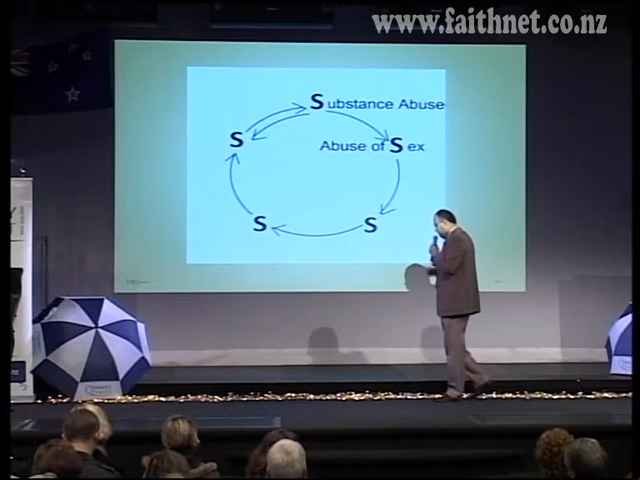 www.faithnet.co.nz
Substance Abuse
S
Abuse of Sex
S
S